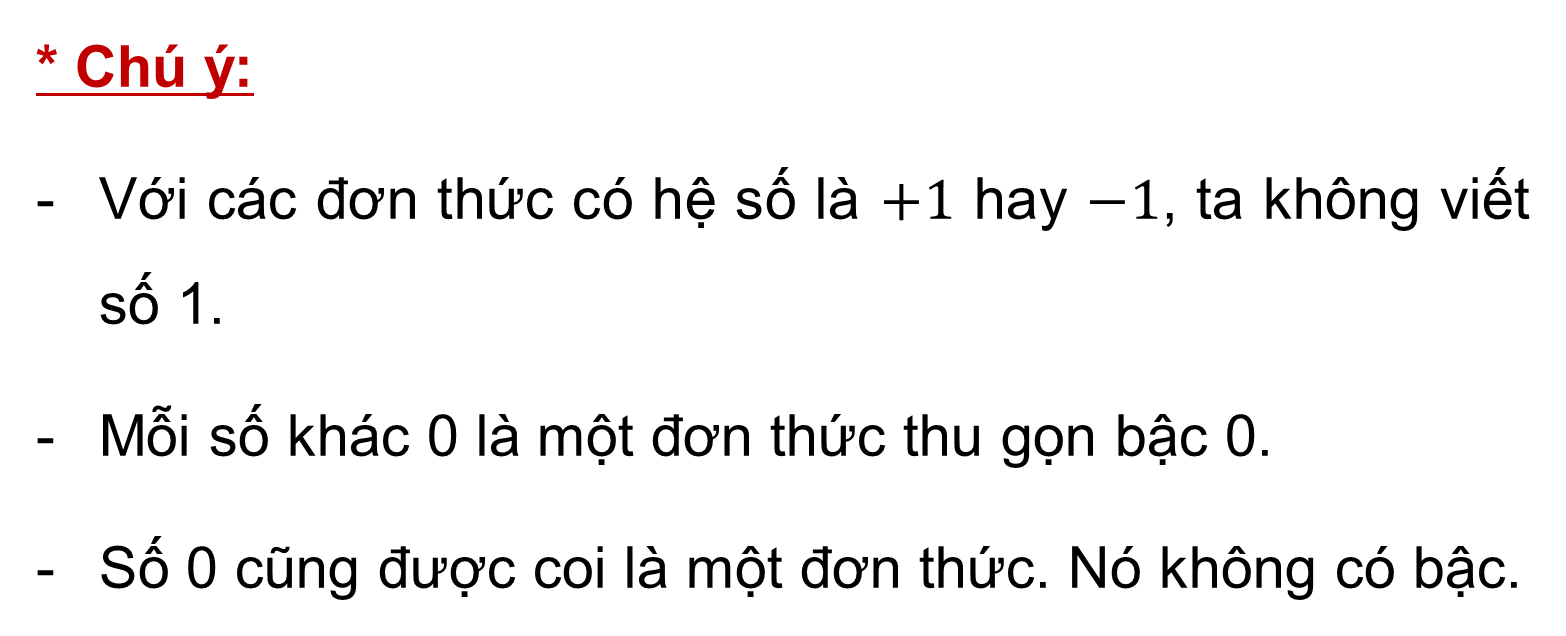 * Chú ý:
- Với các đơn thức có hệ số là +1 hay −1, ta không viết
số 1.
- Mỗi số khác 0 là một đơn thức thu gọn bậc 0.
- Số 0 cũng được coi là một đơn thức. Nó không có bậc.